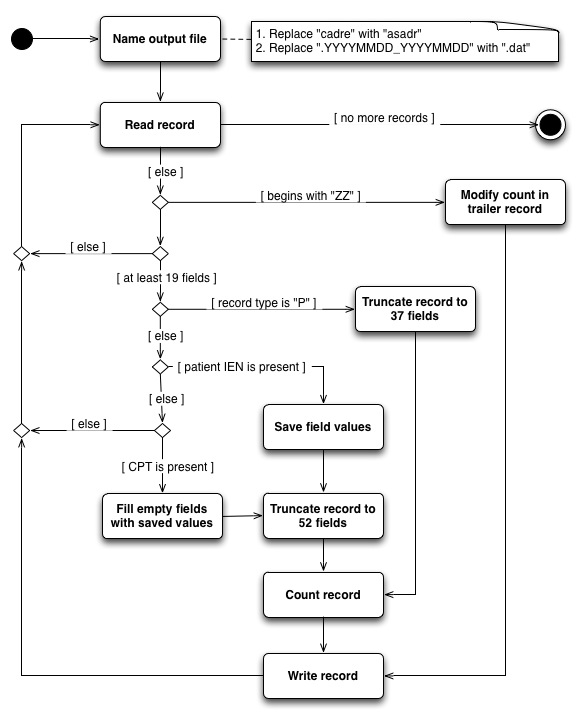 Name output file
1. Replace "cadre" with "asadr"
2. Replace ".YYYYMMDD_YYYYMMDD" with ".dat"
Read record
[ no more records ]
[ else ]
[ begins with "ZZ" ]
Modify count in
trailer record
[ else ]
[ at least 19 fields ]
[ record type is "P" ]
Truncate record to
37 fields
[ else ]
[ patient IEN is present ]
[ else ]
Save field values
[ else ]
[ CPT is present ]
Fill empty fields
with saved values
Truncate record to
52 fields
Count record
Write record